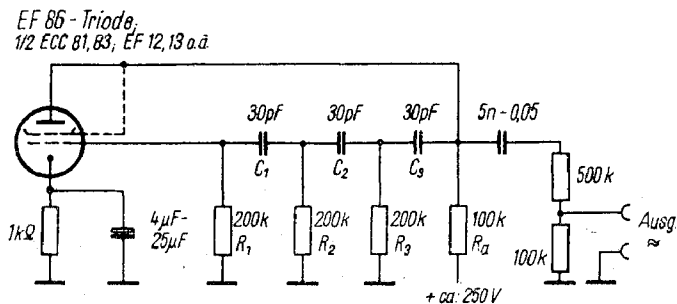 EF 86 - Triode;
1/2 ECC 81, 83; EF 12, 13 o.ä.
30pF
30pF
30pF
5n - 0,05
C1
C2
C3
500k
1kΩ
4µF-
25µF
200k
R1
200k
R2
200k
R3
100k
Ra
100k
Ausg.
≈
+ ca. 250 V